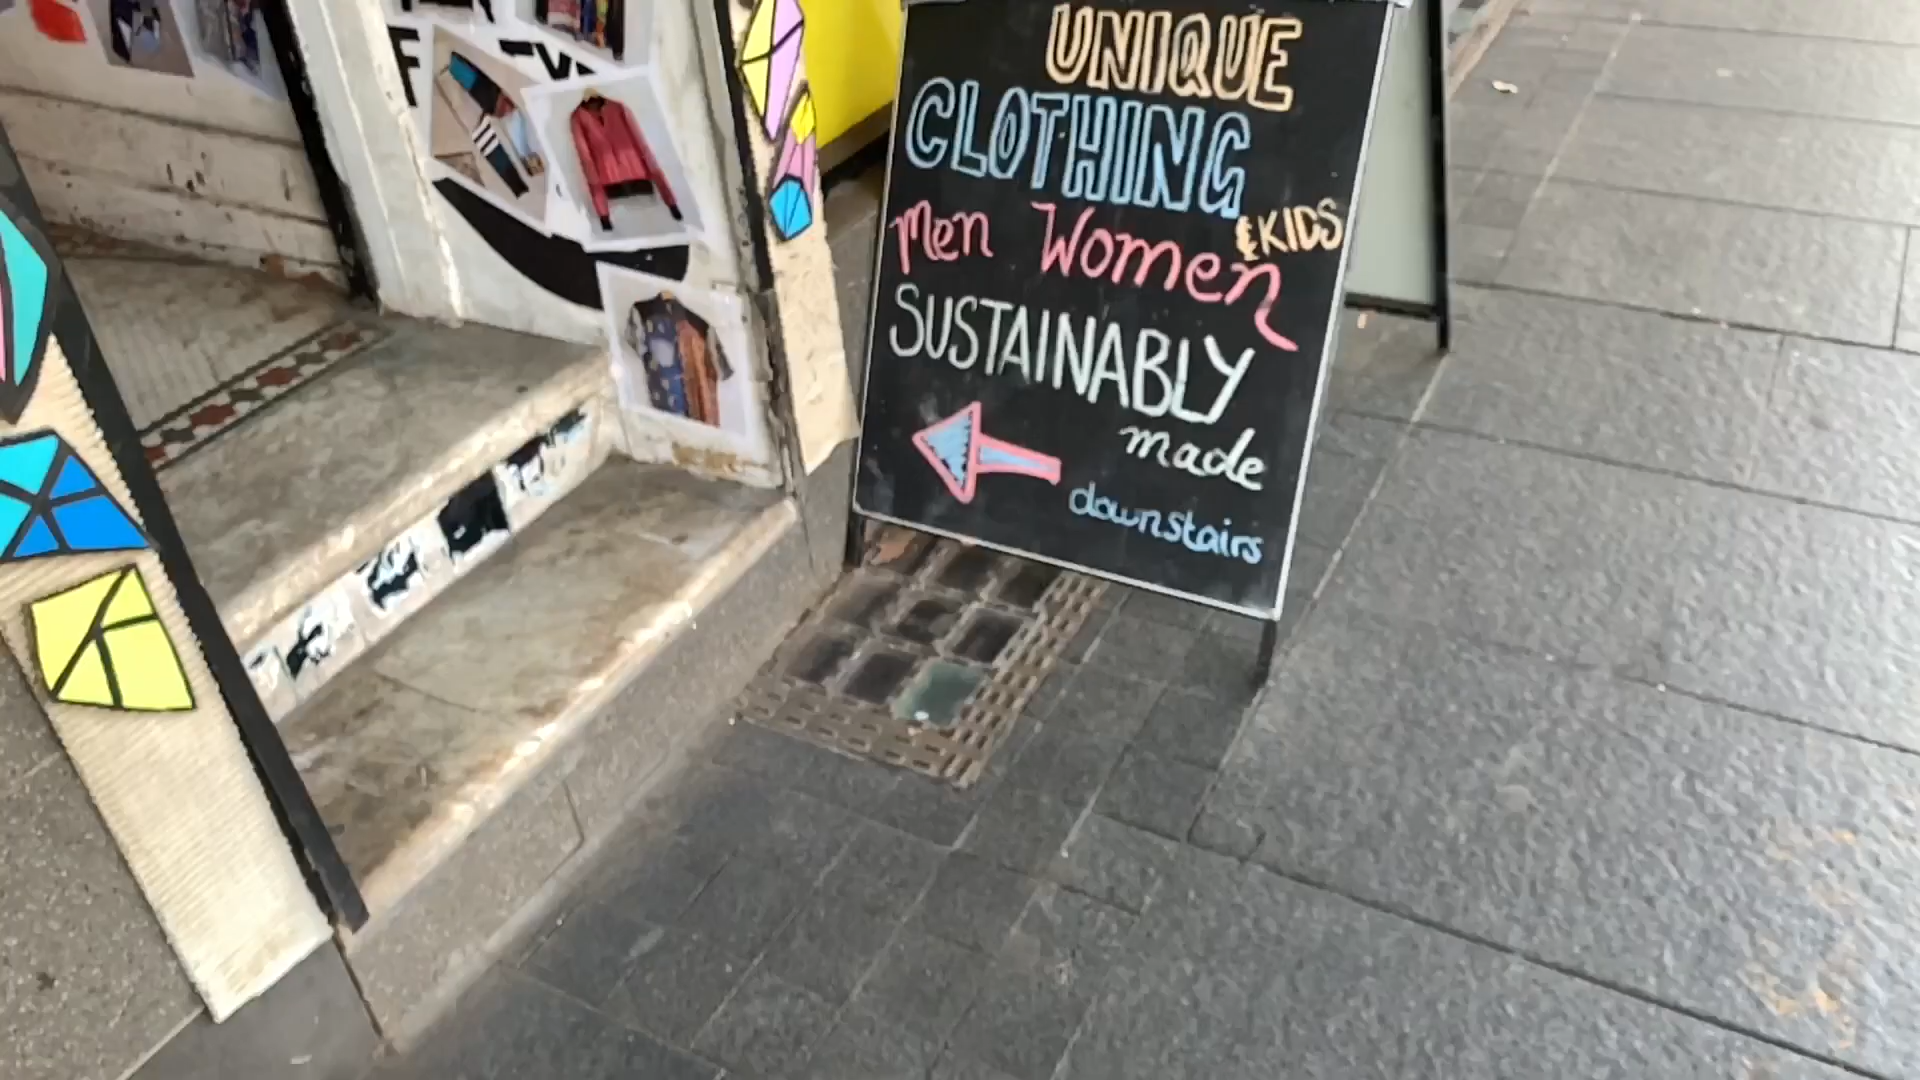 UNIQUE
CLOTHING
Men Women & KIDS
SUSTAINABLY
made
downstairs